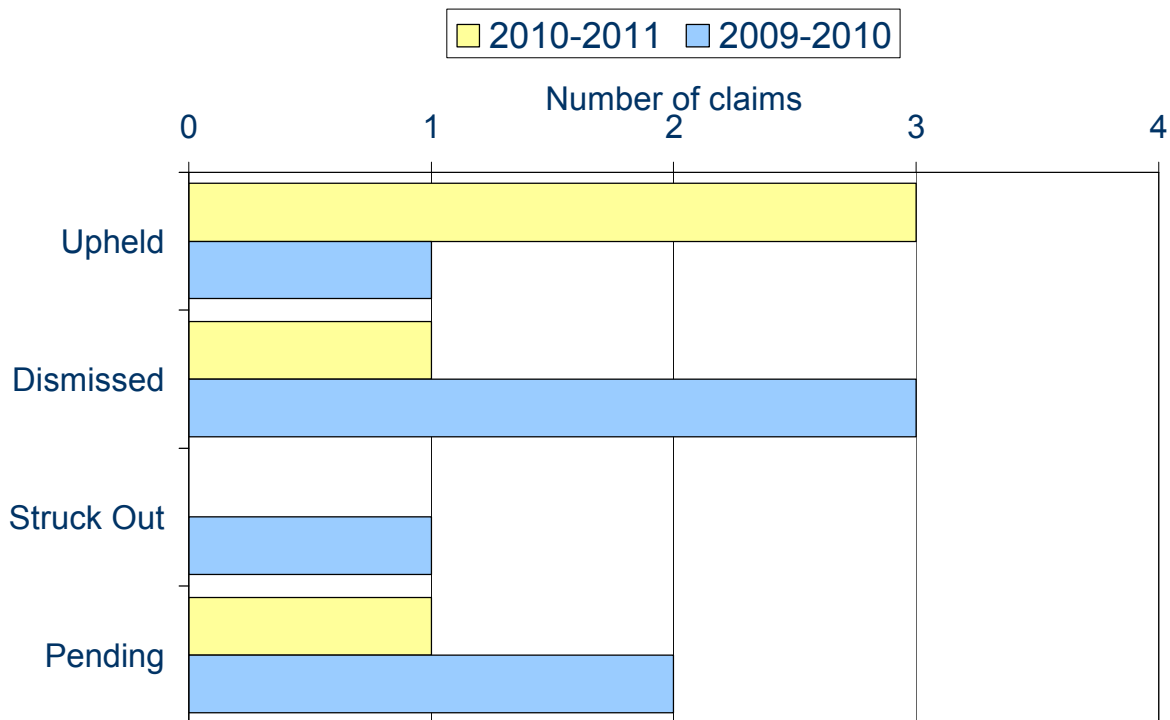 2010-2011 2009-2010
Number of claims
0 1 2 3 4
Upheld
Dismissed
Struck Out
Pending